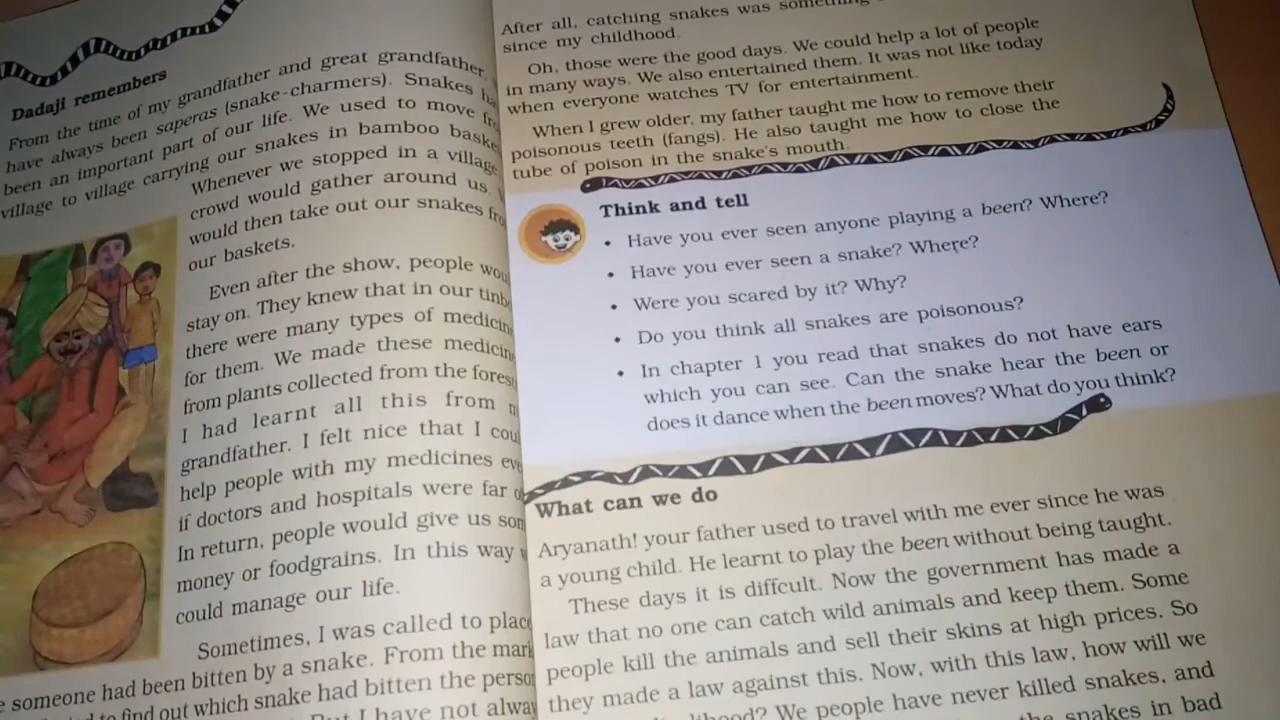 Dadaji remembers
From the time of my grandfather and great grandfather,
have always been saperas (snake-charmers). Snakes
been an important part of our life. We used to move
village to village carrying our snakes in bamboo
Whenever we stopped in a village
crowd would gather around us.
would then take out our snakes
our baskets.
Even after the show, people
stay on. They knew that in our
there were many types of
for them. We made these
from plants collected from the
I had learnt all this from
grandfather. I felt nice that I
help people with my medicines
if doctors and hospitals were far
In return, people would give us
money or foodgrains. In this way
could manage our life.
Sometimes, I was called to
someone had been bitten by a snake. From the
to find out which snake had bitten the
But I have not
After all, catching snakes was
since my childhood.
Oh, those were the good days. We could help a lot of people
in many ways. We also entertained them. It was not like today
when everyone watches TV for entertainment.
When I grew older, my father taught me how to remove their
poisonous teeth (fangs). He also taught me how to close the
tube of poison in the snake's mouth.
Think and tell
• Have you ever seen anyone playing a been? Where?
• Have you ever seen a snake? Where?
• Were you scared by it? Why?
• Do you think all snakes are poisonous?
• In chapter 1 you read that snakes do not have ears
which you can see. Can the snake hear the been or
does it dance when the been moves? What do you think?
What can we do
Aryanath! your father used to travel with me ever since he was
a young child. He learnt to play the been without being taught.
These days it is diffcult. Now the government has made a
law that no one can catch wild animals and keep them. Some
people kill the animals and sell their skins at high prices. So
they made a law against this. Now, with this law, how will we
We people have never killed snakes, and
snakes in bad